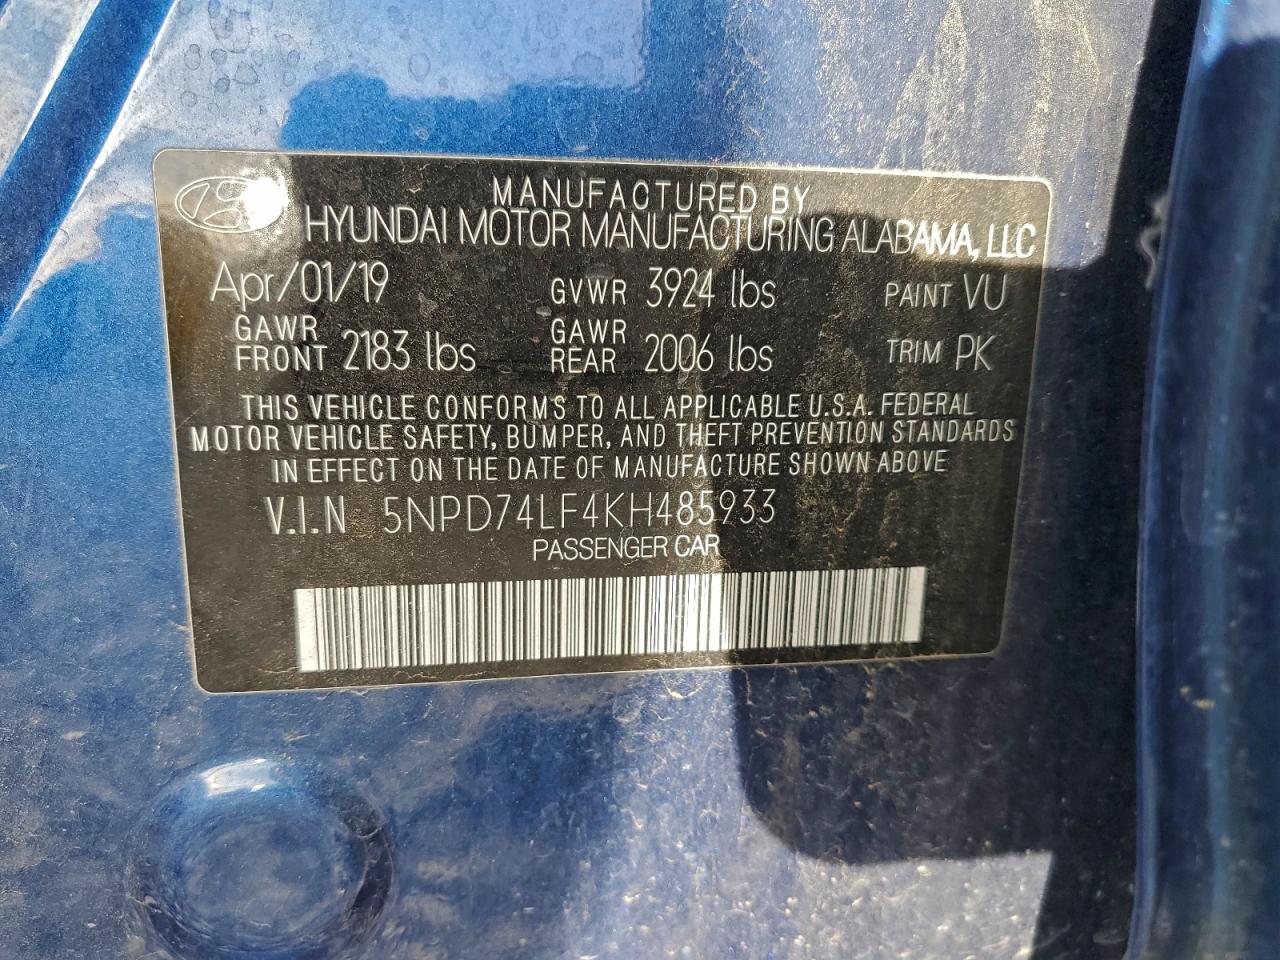 MANUFACTURED BY
HYUNDAI MOTOR MANUFACTURING ALABAMA, LLC
Apr/01/19 GVWR 3924 lbs PAINT VU
GAWR FRONT 2183 lbs GAWR REAR 2006 lbs TRIM PK
THIS VEHICLE CONFORMS TO ALL APPLICABLE U.S.A. FEDERAL
MOTOR VEHICLE SAFETY, BUMPER, AND THEFT PREVENTION STANDARDS
IN EFFECT ON THE DATE OF MANUFACTURE SHOWN ABOVE
V.I.N 5NPD74LF4KH485933
PASSENGER CAR